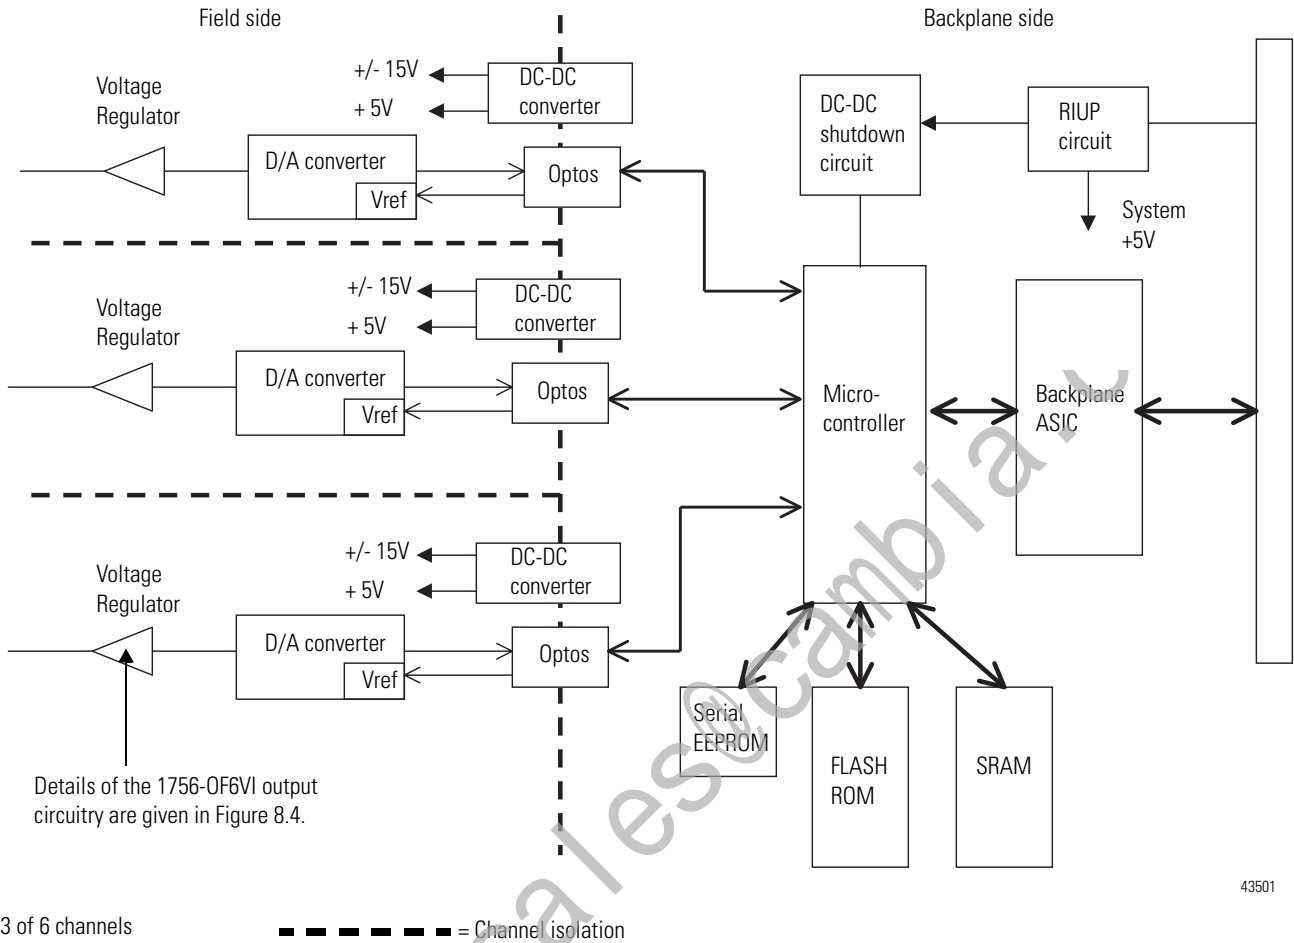 Field side
Backplane side
+/- 15V
+ 5V
DC-DC
converter
Voltage
Regulator
D/A converter
Vref
Optos
DC-DC
shutdown
circuit
RIUP
circuit
System
+5V
+/- 15V
+ 5V
DC-DC
converter
Voltage
Regulator
D/A converter
Vref
Optos
Micro-
controller
Backplane
ASIC
+/- 15V
+ 5V
DC-DC
converter
Voltage
Regulator
D/A converter
Vref
Optos
Serial
EEPROM
FLASH
ROM
SRAM
Details of the 1756-OF6VI output
circuitry are given in Figure 8.4.
43501
3 of 6 channels
= Channel isolation
ales@cambia.c